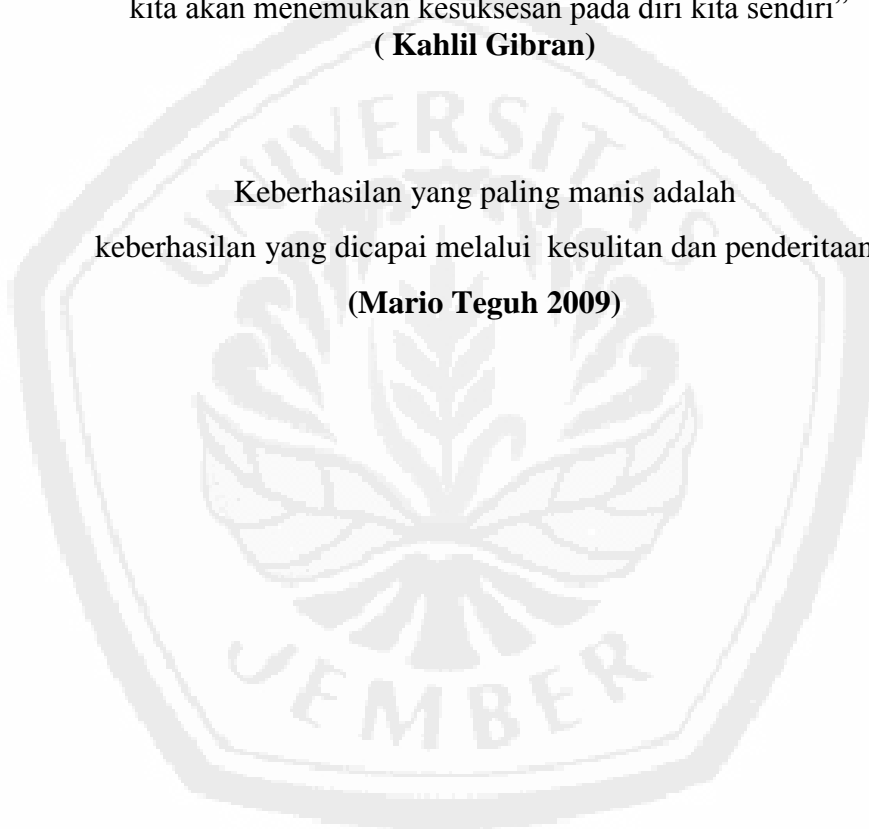 kita akan menemukan kesuksesan pada diri kita sendiri”
( Kahlil Gibran)
UNIVERSITAS
Keberhasilan yang paling manis adalah
keberhasilan yang dicapai melalui kesulitan dan penderitaan
(Mario Teguh 2009)
JEMBER